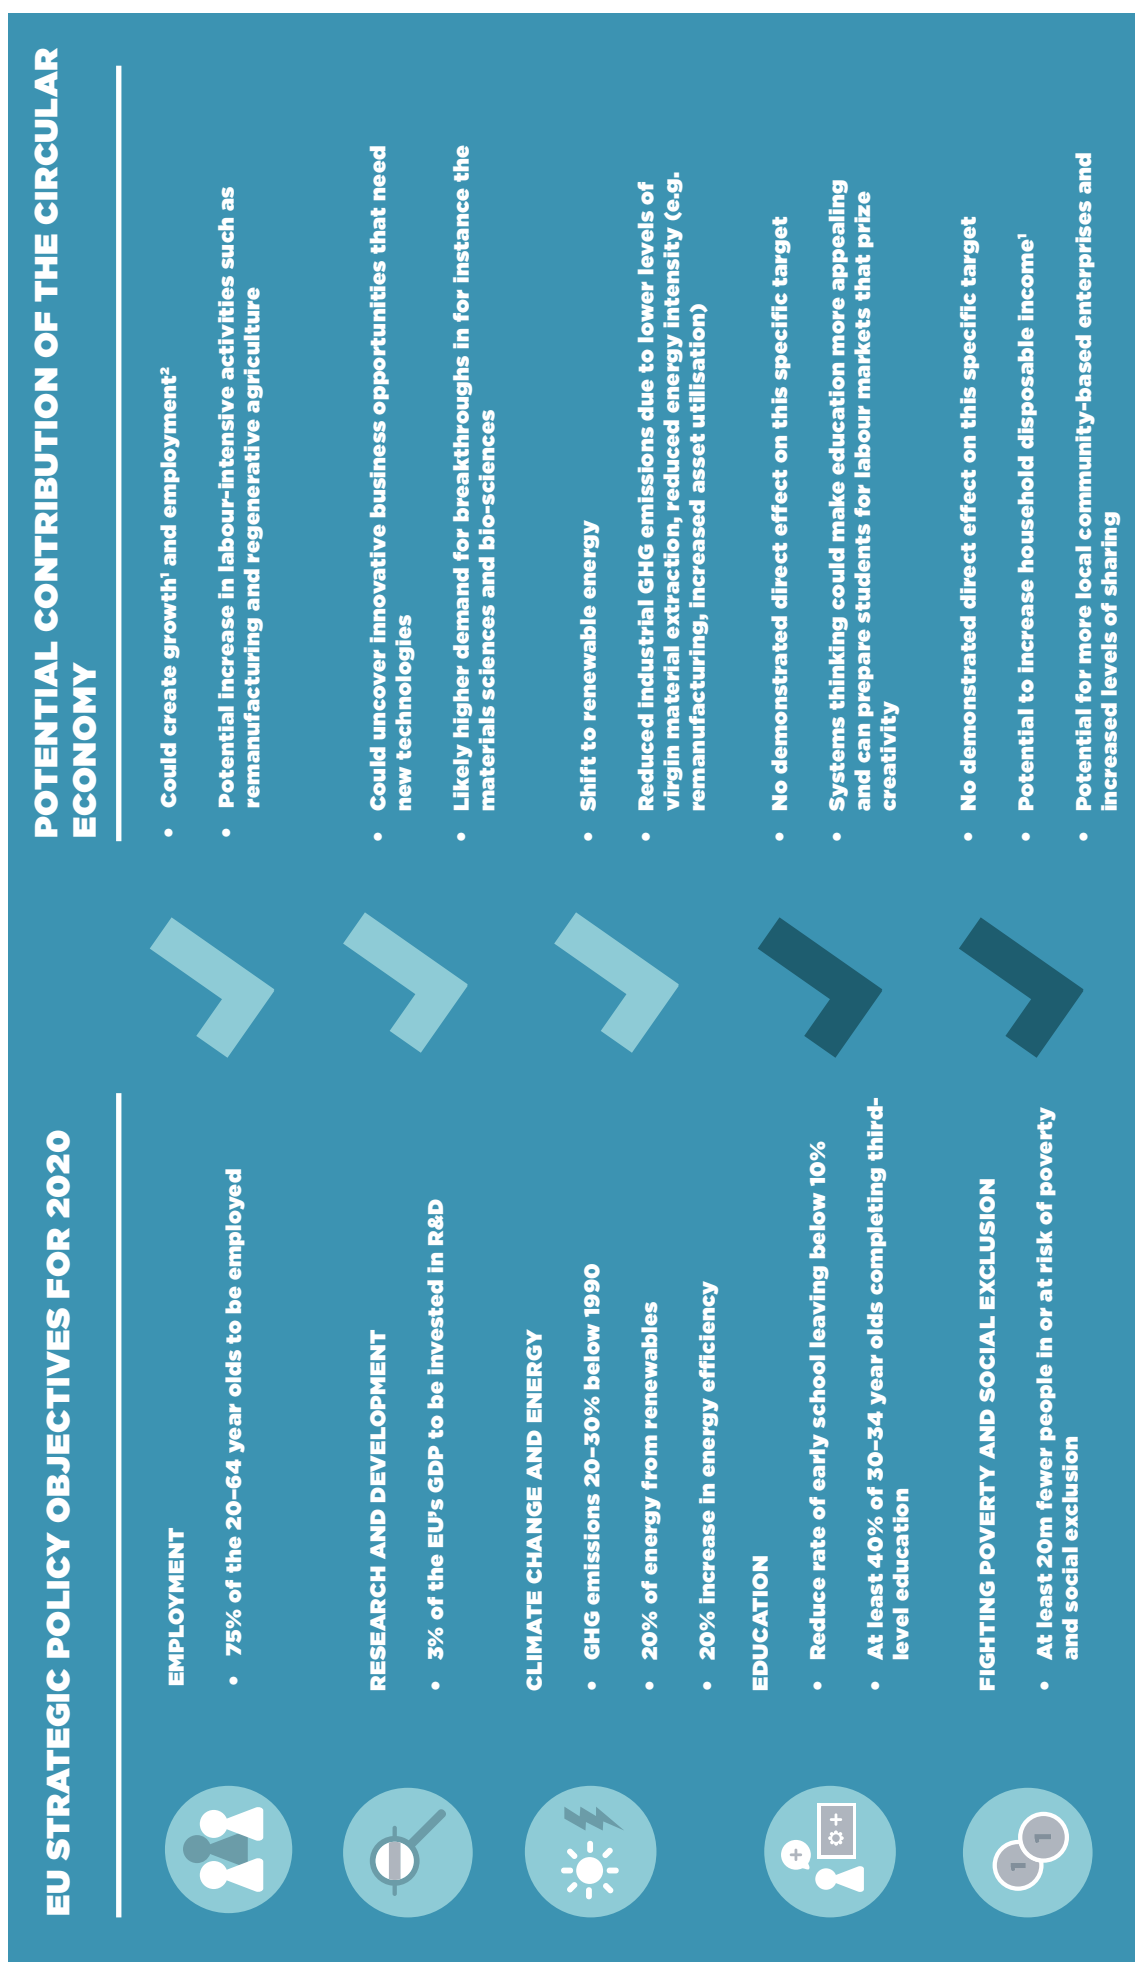 EU STRATEGIC POLICY OBJECTIVES FOR 2020
POTENTIAL CONTRIBUTION OF THE CIRCULAR
ECONOMY
EMPLOYMENT
• 75% of the 20–64 year olds to be employed
• Could create growth¹ and employment²
• Potential increase in labour-intensive activities such as
remanufacturing and regenerative agriculture
RESEARCH AND DEVELOPMENT
• 3% of the EU’s GDP to be invested in R&D
• Could uncover innovative business opportunities that need
new technologies
• Likely higher demand for breakthroughs in for instance the
materials sciences and bio-sciences
CLIMATE CHANGE AND ENERGY
• GHG emissions 20–30% below 1990
• 20% of energy from renewables
• 20% increase in energy efficiency
• Shift to renewable energy
• Reduced industrial GHG emissions due to lower levels of
virgin material extraction, reduced energy intensity (e.g.
remanufacturing, increased asset utilisation)
EDUCATION
• Reduce rate of early school leaving below 10%
• At least 40% of 30–34 year olds completing third-
level education
• No demonstrated direct effect on this specific target
• Systems thinking could make education more appealing
and can prepare students for labour markets that prize
creativity
FIGHTING POVERTY AND SOCIAL EXCLUSION
• At least 20m fewer people in or at risk of poverty
and social exclusion
1
1
• No demonstrated direct effect on this specific target
• Potential to increase household disposable income¹
• Potential for more local community-based enterprises and
increased levels of sharing